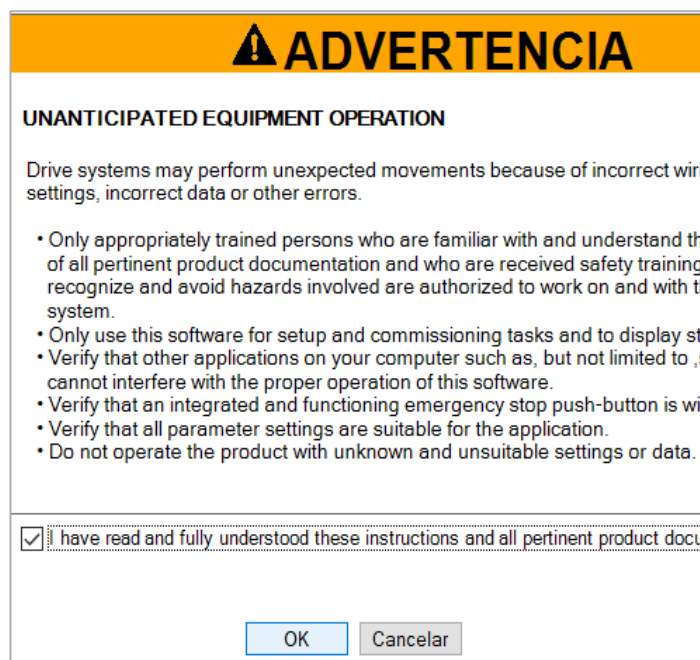 ADVERTENCIA
UNANTICIPATED EQUIPMENT OPERATION
Drive systems may perform unexpected movements because of incorrect
settings, incorrect data or other errors.
• Only appropriately trained persons who are familiar with and understand
of all pertinent product documentation and who are received safety training
recognize and avoid hazards involved are authorized to work on and with
system.
• Only use this software for setup and commissioning tasks and to display
• Verify that other applications on your computer such as, but not limited to ,
cannot interfere with the proper operation of this software.
• Verify that an integrated and functioning emergency stop push-button is
• Verify that all parameter settings are suitable for the application.
• Do not operate the product with unknown and unsuitable settings or data.
I have read and fully understood these instructions and all pertinent product
OK
Cancelar